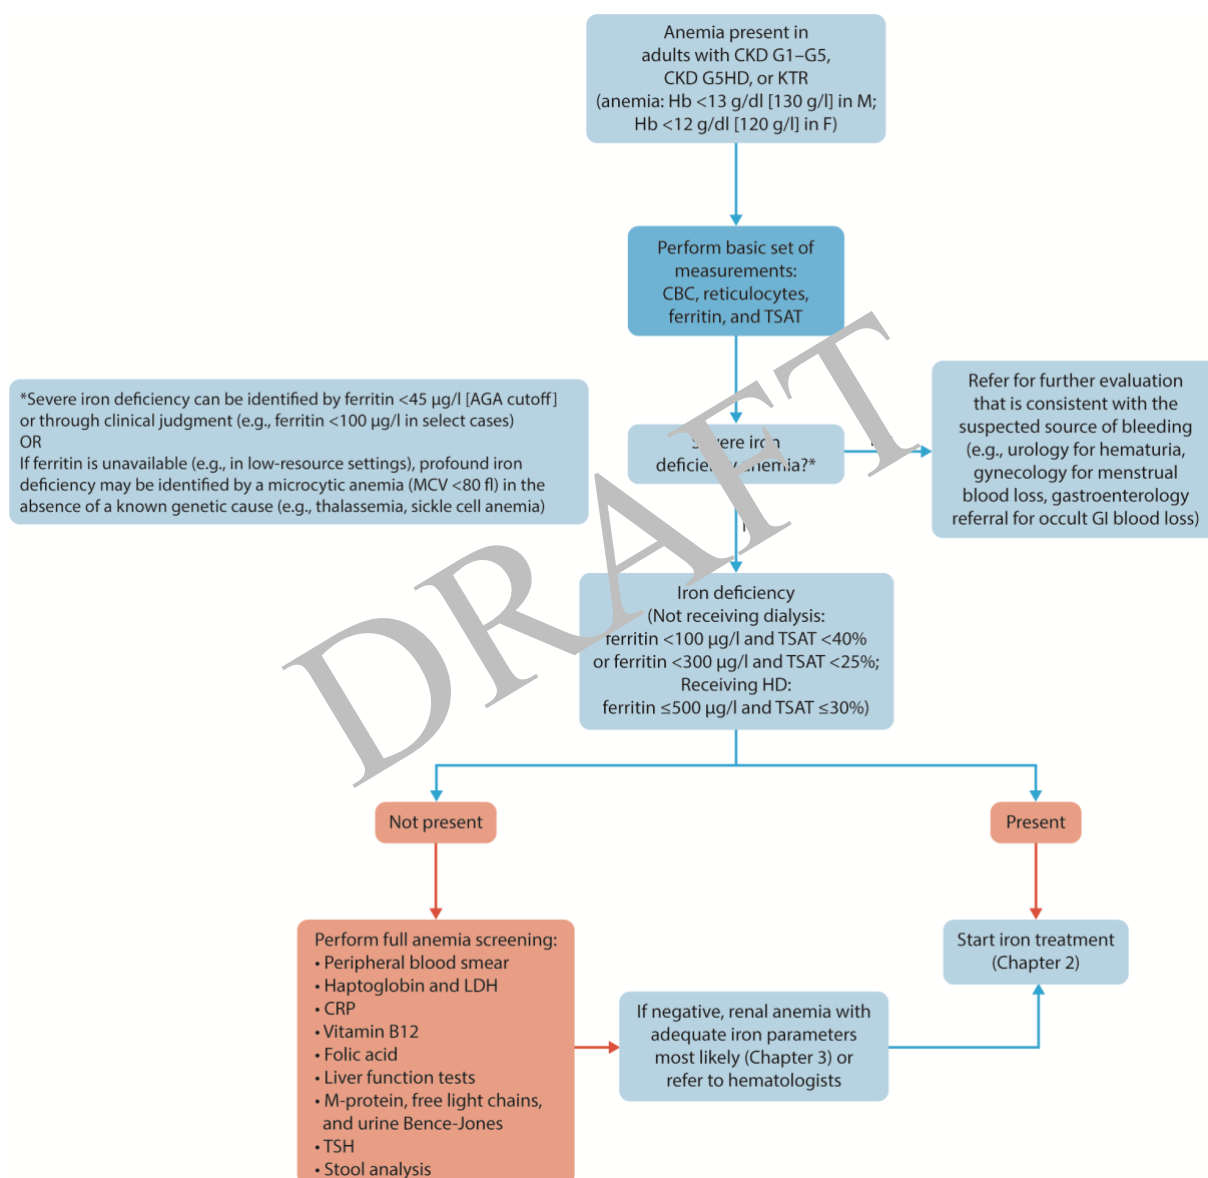 Anemia present in
adults with CKD G1–G5,
CKD G5HD, or KTR
(anemia: Hb <13 g/dl [130 g/l] in M;
Hb <12 g/dl [120 g/l] in F)
Perform basic set of
measurements:
CBC, reticulocytes,
ferritin, and TSAT
*Severe iron deficiency can be identified by ferritin <45 µg/l [AGA cutoff]
or through clinical judgment (e.g., ferritin <100 µg/l in select cases)
OR
If ferritin is unavailable (e.g., in low-resource settings), profound iron
deficiency may be identified by a microcytic anemia (MCV <80 fl) in the
absence of a known genetic cause (e.g., thalassemia, sickle cell anemia)
Severe iron
deficiency anemia?*
Refer for further evaluation
that is consistent with the
suspected source of bleeding
(e.g., urology for hematuria,
gynecology for menstrual
blood loss, gastroenterology
referral for occult GI blood loss)
DRAFT
Iron deficiency
(Not receiving dialysis:
ferritin <100 µg/l and TSAT <40%
or ferritin <300 µg/l and TSAT <25%;
Receiving HD:
ferritin ≤500 µg/l and TSAT ≤30%)
Not present
Present
Perform full anemia screening:
• Peripheral blood smear
• Haptoglobin and LDH
• CRP
• Vitamin B12
• Folic acid
• Liver function tests
• M-protein, free light chains,
and urine Bence-Jones
• TSH
• Stool analysis
If negative, renal anemia with
adequate iron parameters
most likely (Chapter 3) or
refer to hematologists
Start iron treatment
(Chapter 2)